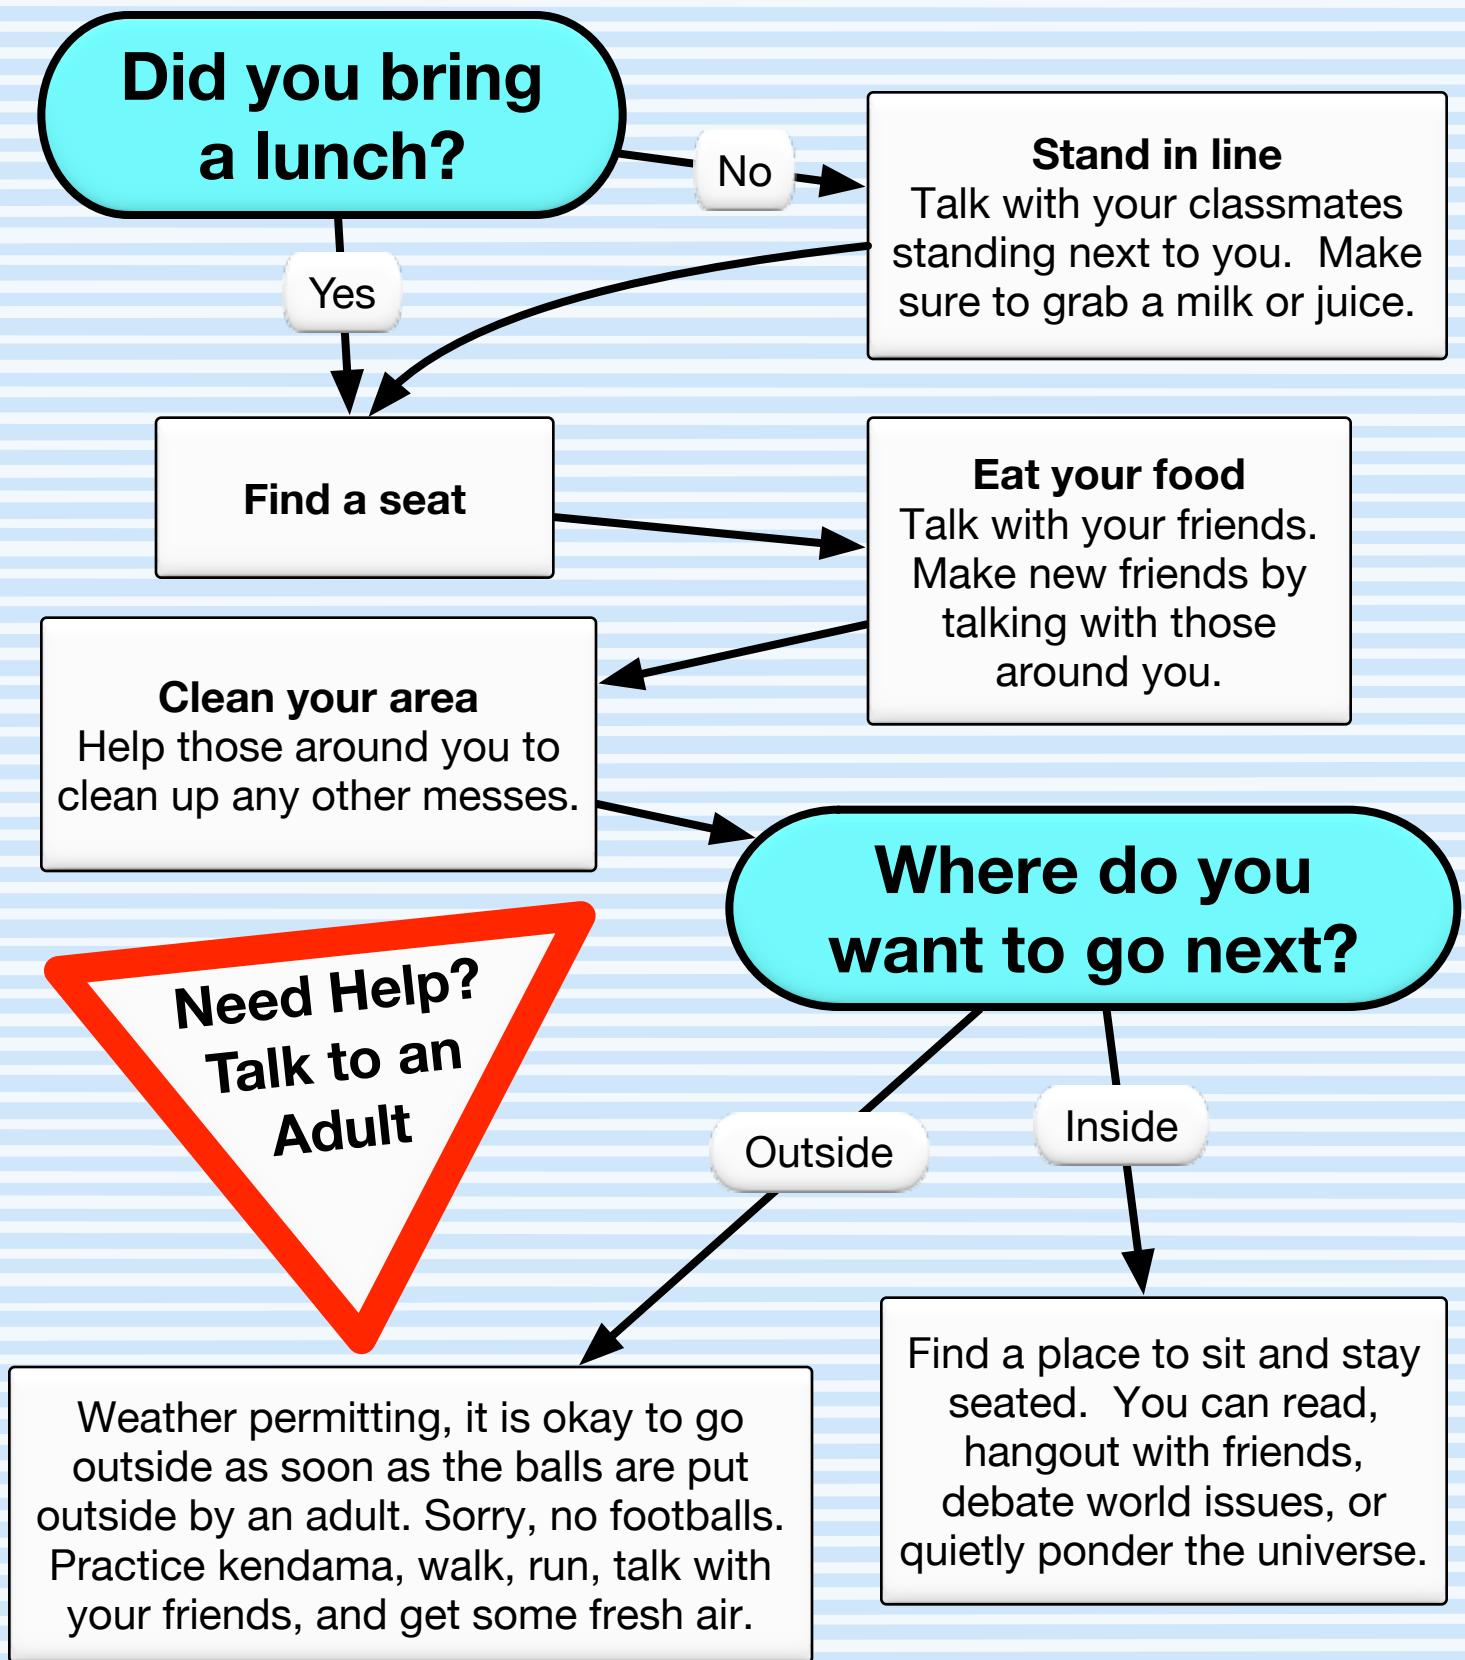 Did you bring
a lunch?
No
Stand in line
Talk with your classmates
standing next to you.  Make
sure to grab a milk or juice.
Yes
Find a seat
Eat your food
Talk with your friends.
Make new friends by
talking with those
around you.
Clean your area
Help those around you to
clean up any other messes.
Where do you
want to go next?
Need Help?
Talk to an
Adult
Outside
Inside
Weather permitting, it is okay to go
outside as soon as the balls are put
outside by an adult. Sorry, no footballs.
Practice kendama, walk, run, talk with
your friends, and get some fresh air.
Find a place to sit and stay
seated.  You can read,
hangout with friends,
debate world issues, or
quietly ponder the universe.